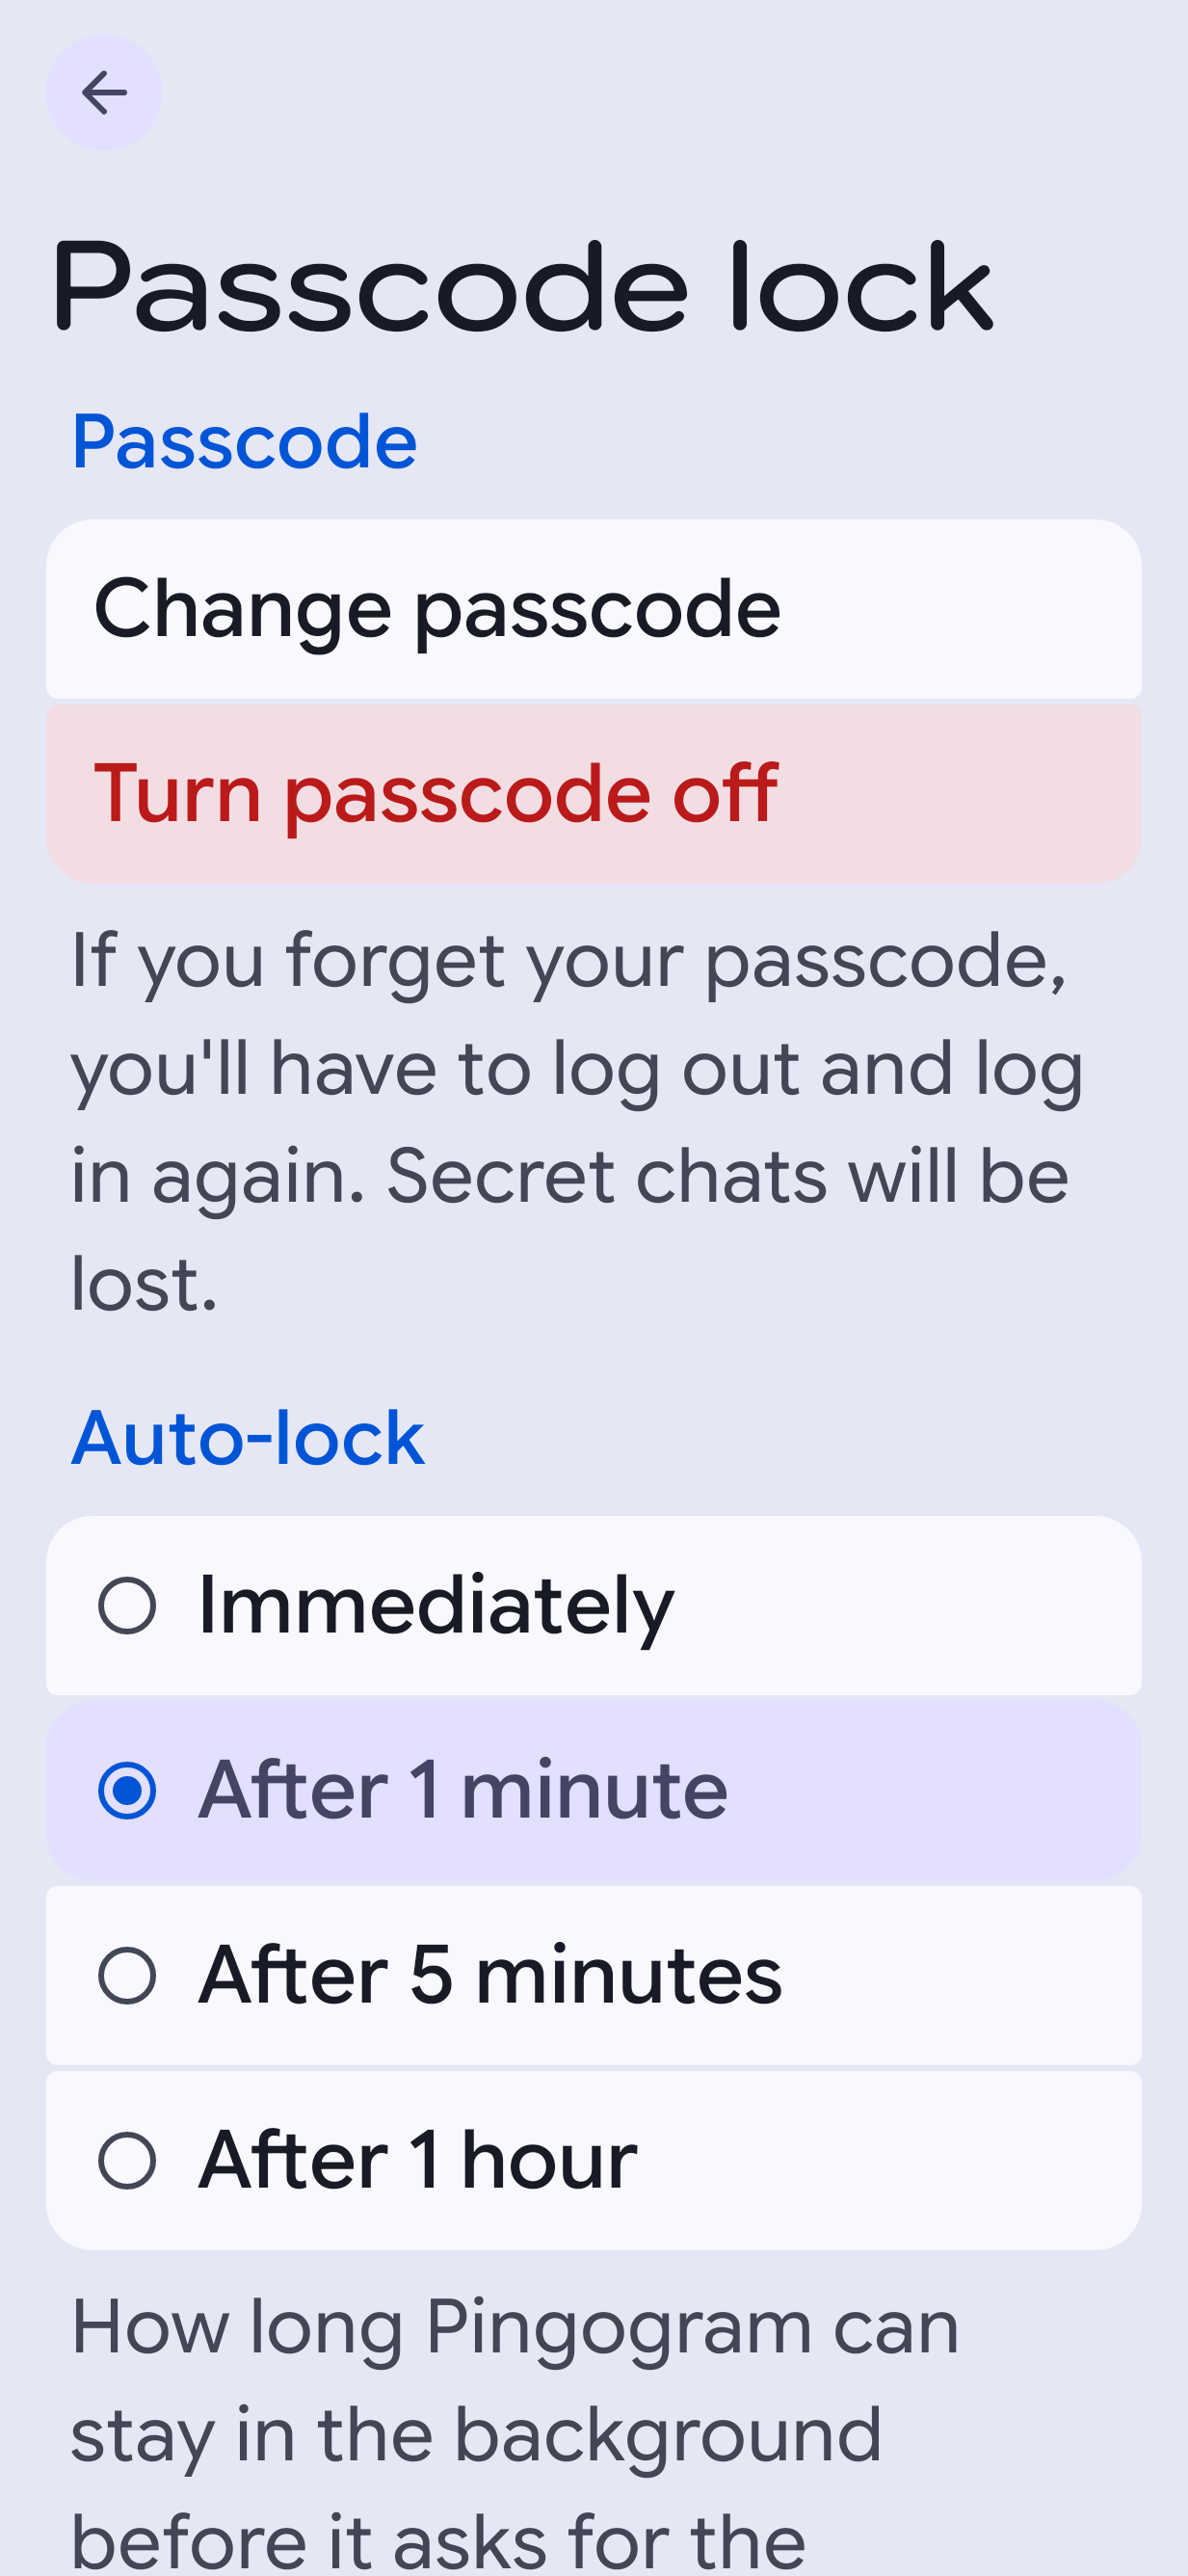 Passcode lock
Passcode
Change passcode
Turn passcode off
If you forget your passcode,
you'll have to log out and log
in again. Secret chats will be
lost.
Auto-lock
Immediately
After 1 minute
After 5 minutes
After 1 hour
How long Pingogram can
stay in the background
before it asks for the